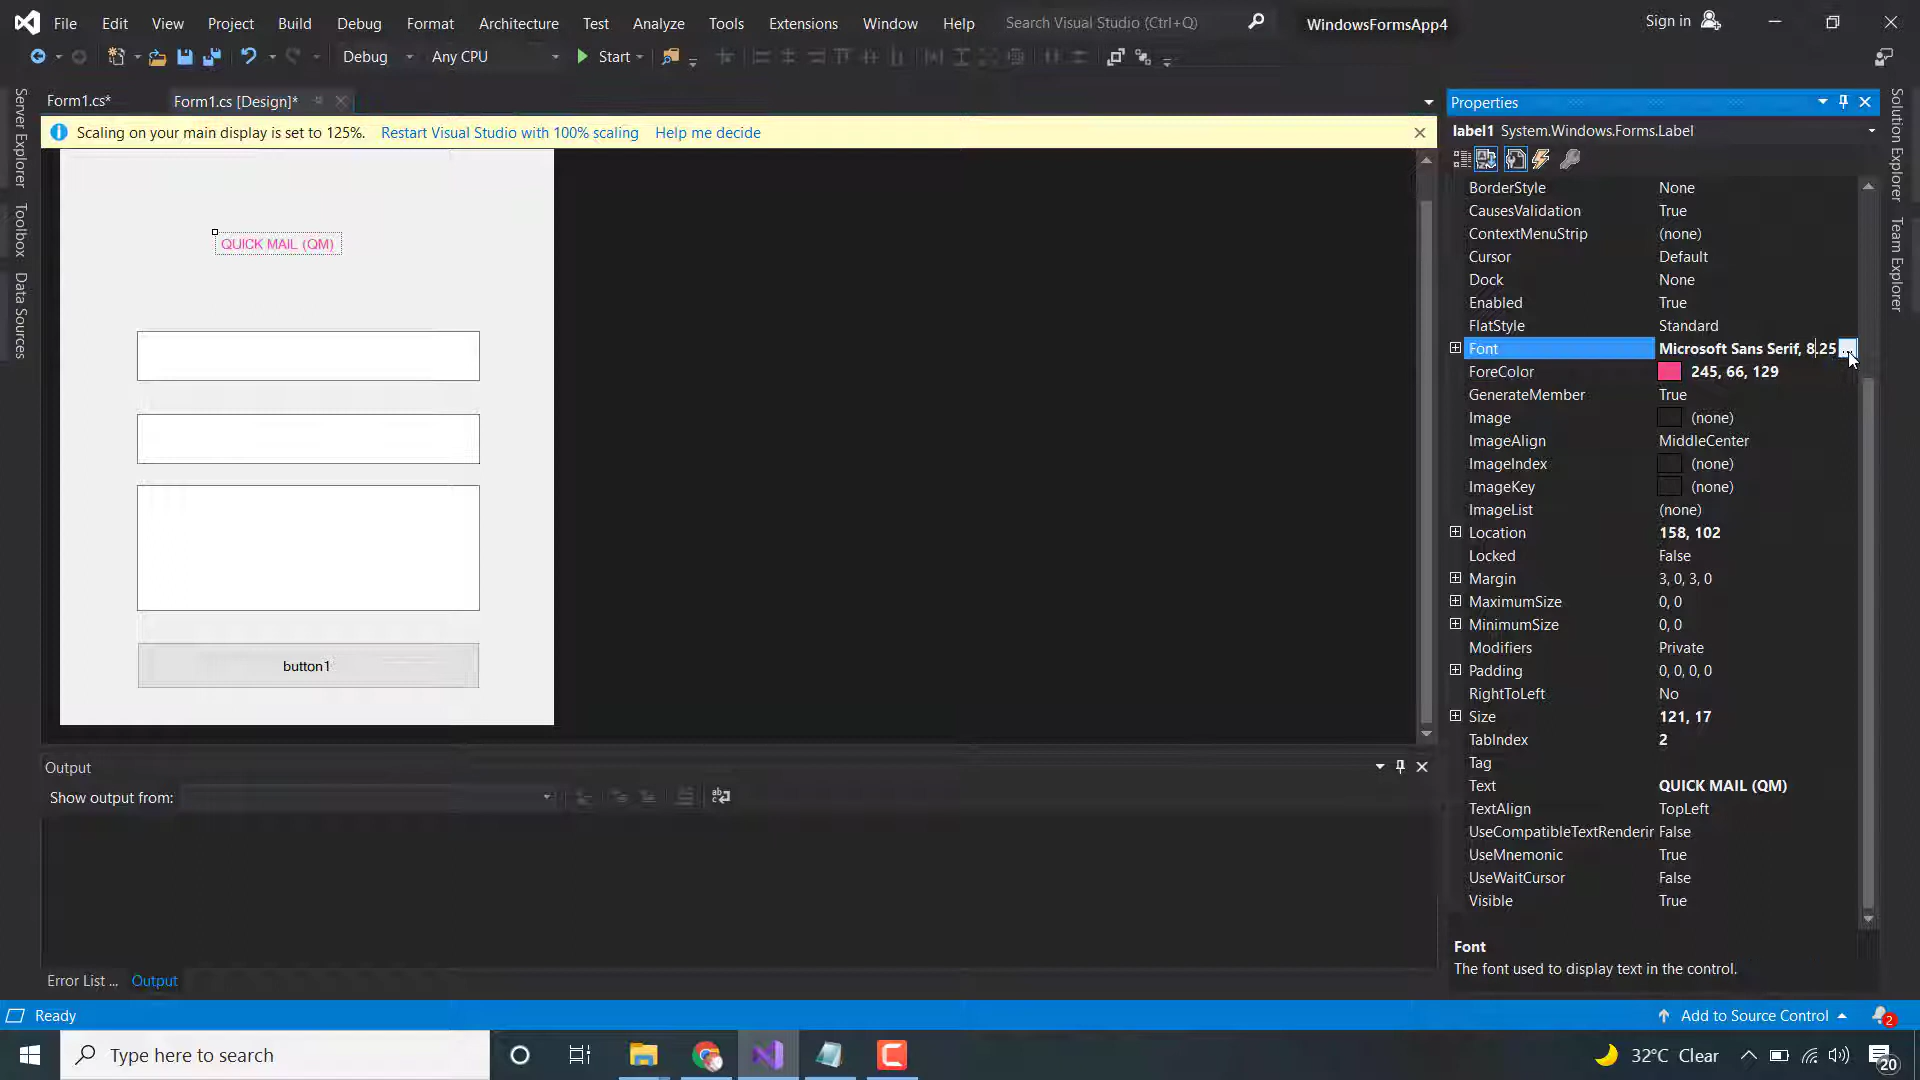 File Edit View Project Build Debug Format Architecture Test Analyze Tools Extensions Window Help Search Visual Studio (Ctrl+Q) WindowsFormsApp4 Sign in
Debug Any CPU Start
Form1.cs* Form1.cs [Design]*
Scaling on your main display is set to 125%. Restart Visual Studio with 100% scaling Help me decide
Server Explorer
Toolbox
Data Sources
QUICK MAIL (QM)
button1
Output
Show output from:
Error List ... Output
Properties
label1 System.Windows.Forms.Label
BorderStyle None
CausesValidation True
ContextMenuStrip (none)
Cursor Default
Dock None
Enabled True
FlatStyle Standard
Font Microsoft Sans Serif, 8.25
ForeColor 245, 66, 129
GenerateMember True
Image (none)
ImageAlign MiddleCenter
ImageIndex (none)
ImageKey (none)
ImageList (none)
Location 158, 102
Locked False
Margin 3, 0, 3, 0
MaximumSize 0, 0
MinimumSize 0, 0
Modifiers Private
Padding 0, 0, 0, 0
RightToLeft No
Size 121, 17
TabIndex 2
Tag
Text QUICK MAIL (QM)
TextAlign TopLeft
UseCompatibleTextRenderin False
UseMnemonic True
UseWaitCursor False
Visible True
Font
The font used to display text in the control.
Solution Explorer
Team Explorer
Ready Add to Source Control 2
Type here to search 32°C Clear 20